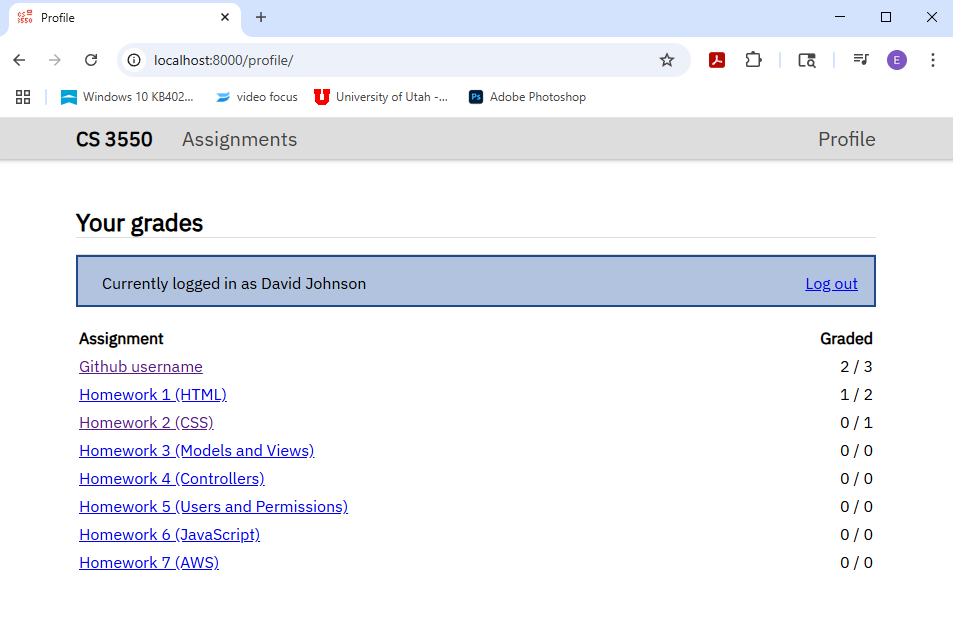 CS 3550 Profile
localhost:8000/profile/
E
Windows 10 KB402... video focus University of Utah -... Ps Adobe Photoshop
CS 3550 Assignments Profile
Your grades
Currently logged in as David Johnson Log out
Assignment Graded
Github username 2 / 3
Homework 1 (HTML) 1 / 2
Homework 2 (CSS) 0 / 1
Homework 3 (Models and Views) 0 / 0
Homework 4 (Controllers) 0 / 0
Homework 5 (Users and Permissions) 0 / 0
Homework 6 (JavaScript) 0 / 0
Homework 7 (AWS) 0 / 0